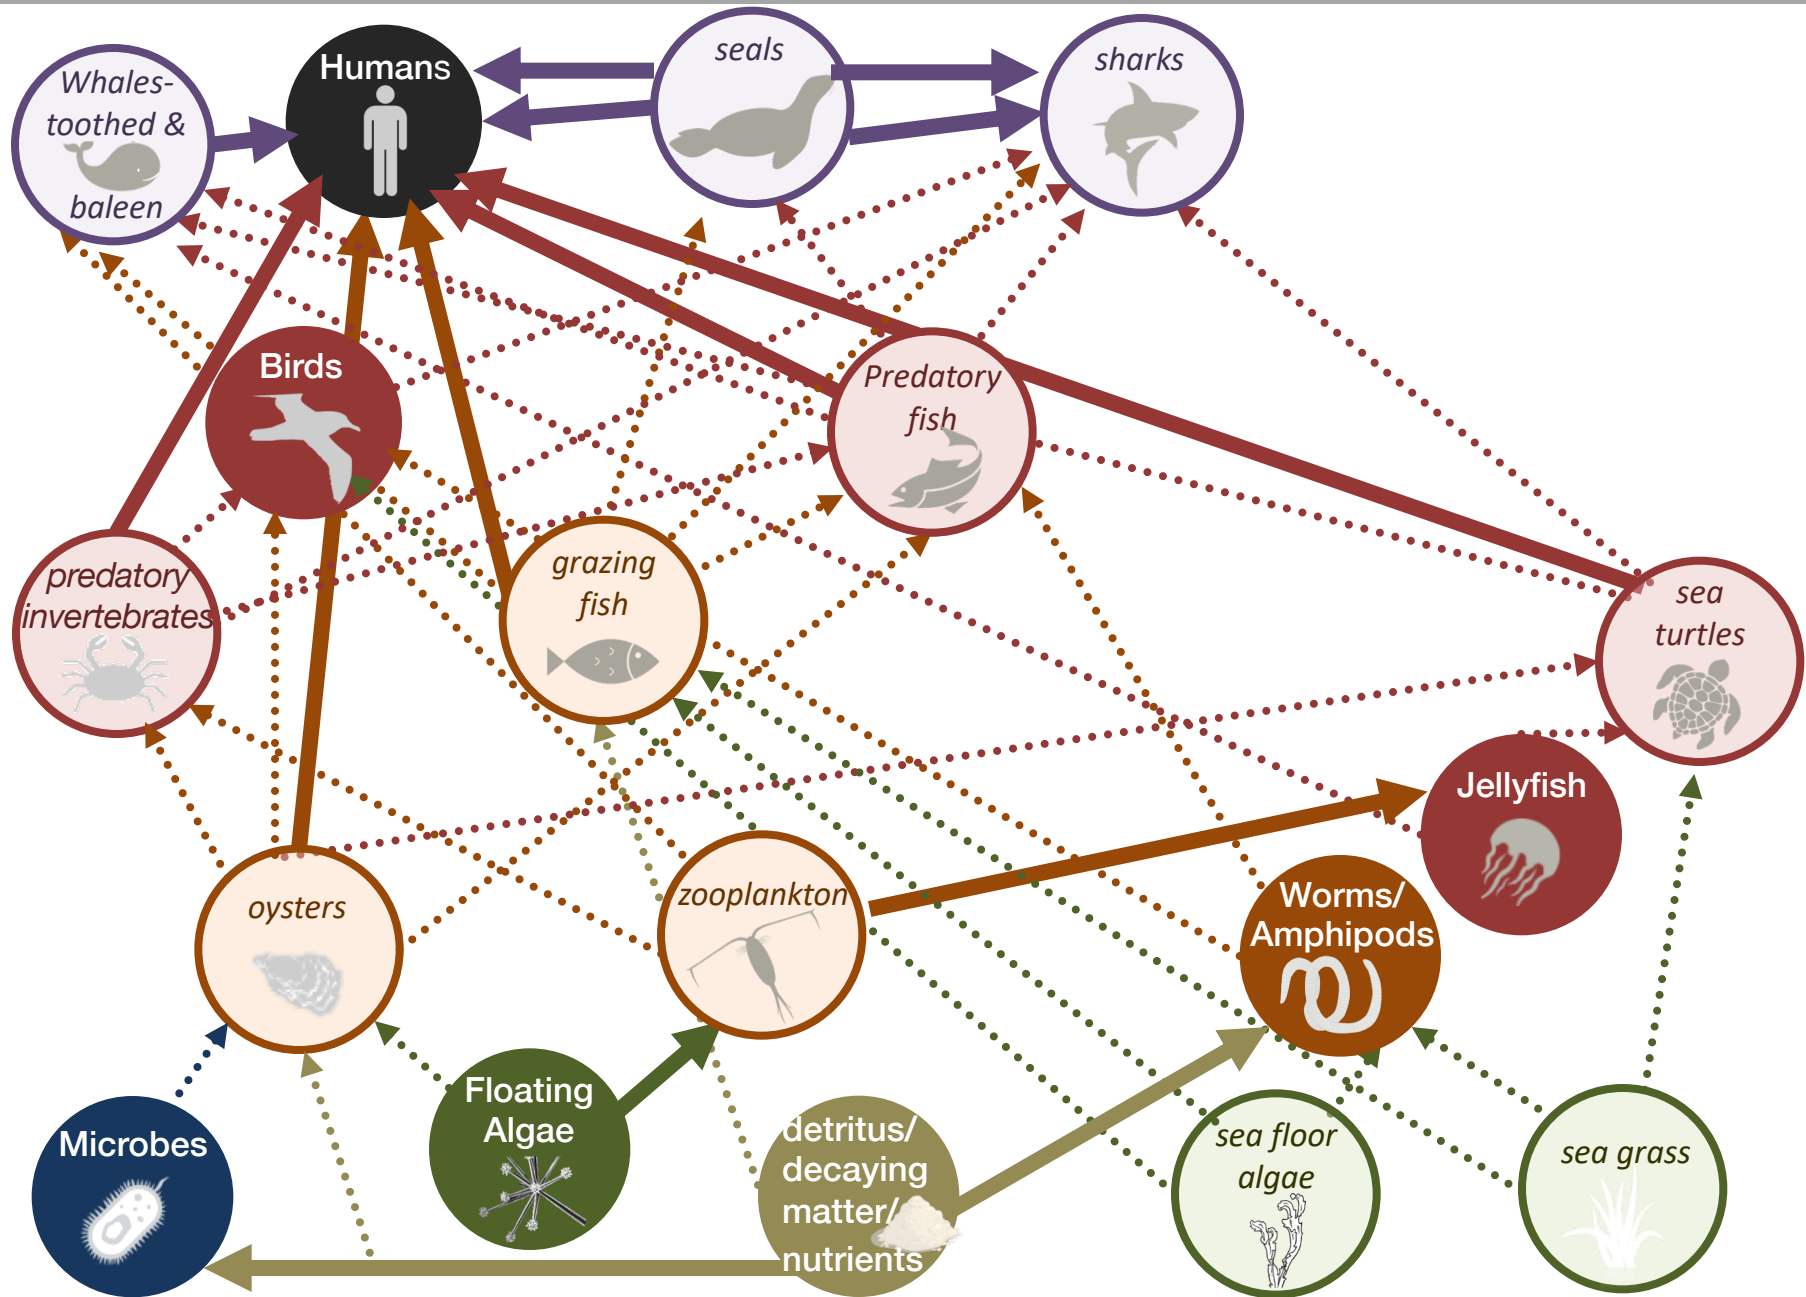 Whales-
toothed &
baleen
Humans
seals
sharks
Birds
Predatory
fish
predatory
invertebrates
grazing
fish
sea
turtles
Jellyfish
oysters
zooplankton
Worms/
Amphipods
Microbes
Floating
Algae
detritus/
decaying
matter/
nutrients
sea floor
algae
sea grass